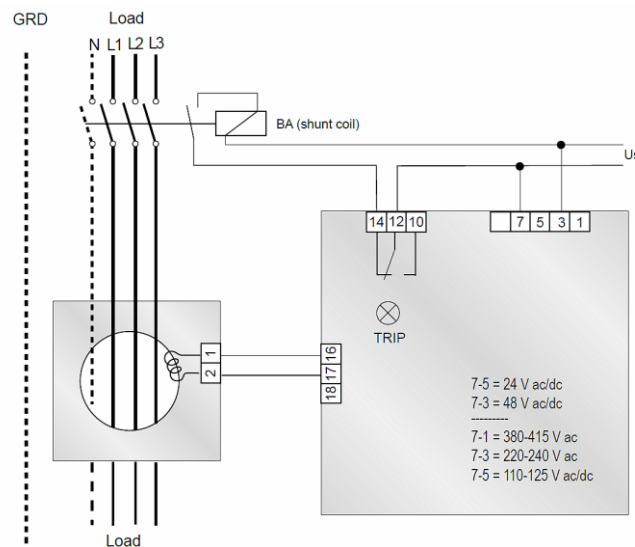 GRD
Load
N L1 L2 L3
BA (shunt coil)
Us
14 12 10
7 5 3 1
TRIP
1
2
16
17
18
7-5 = 24 V ac/dc
7-3 = 48 V ac/dc
---------
7-1 = 380-415 V ac
7-3 = 220-240 V ac
7-5 = 110-125 V ac/dc
Load